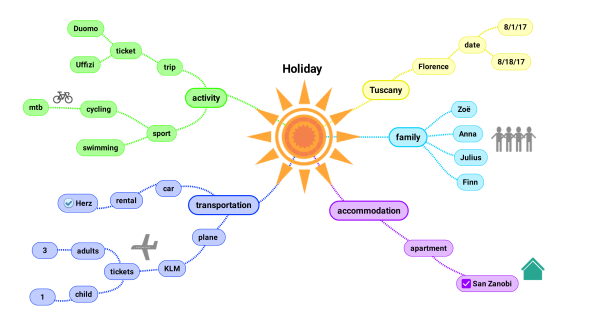 Holiday
activity
trip
ticket
Duomo
Uffizi
sport
cycling
mtb
swimming
Tuscany
Florence
date
8/1/17
8/18/17
family
Zoë
Anna
Julius
Finn
transportation
car
rental
Herz
plane
KLM
tickets
adults
3
child
1
accommodation
apartment
San Zanobi